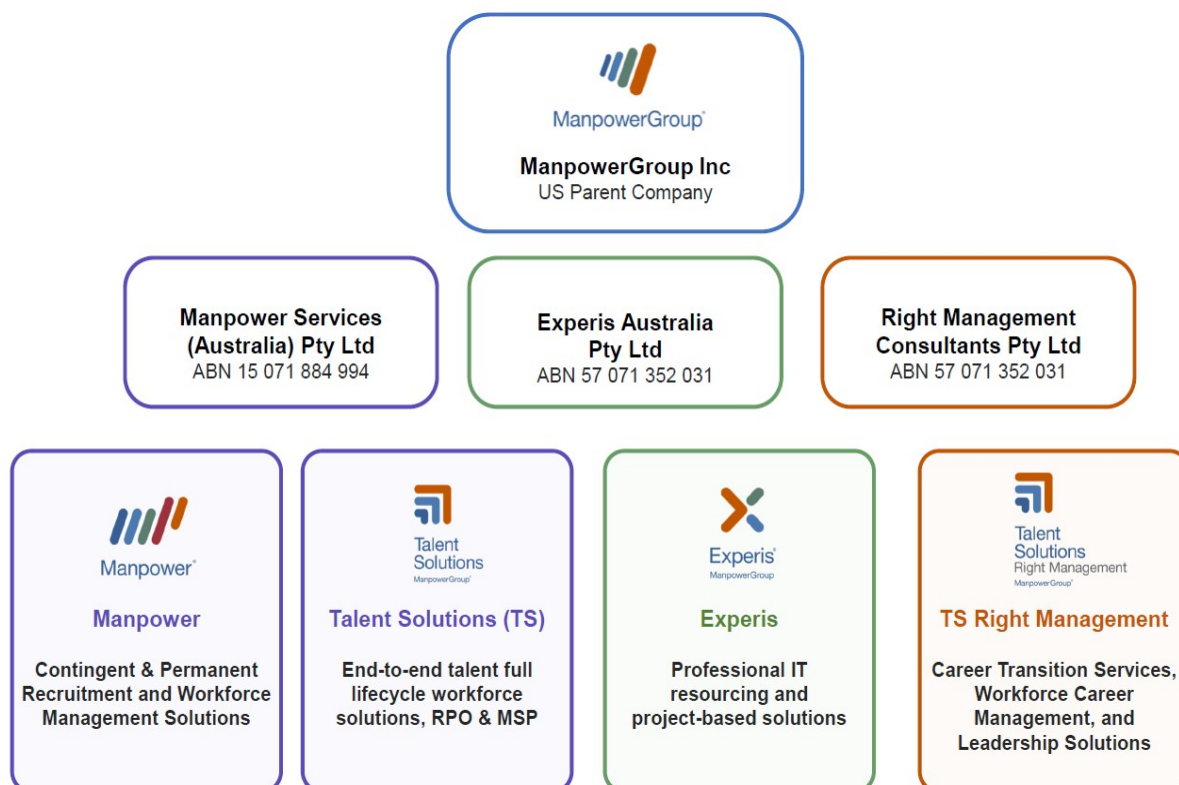 ManpowerGroup®
ManpowerGroup Inc
US Parent Company
Manpower Services
(Australia) Pty Ltd
ABN 15 071 884 994
Experis Australia
Pty Ltd
ABN 57 071 352 031
Right Management
Consultants Pty Ltd
ABN 57 071 352 031
Manpower®
Manpower
Contingent & Permanent
Recruitment and Workforce
Management Solutions
Talent
Solutions
ManpowerGroup®
Talent Solutions (TS)
End-to-end talent full
lifecycle workforce
solutions, RPO & MSP
Experis®
ManpowerGroup
Experis
Professional IT
resourcing and
project-based solutions
Talent
Solutions
Right Management
ManpowerGroup®
TS Right Management
Career Transition Services,
Workforce Career
Management, and
Leadership Solutions